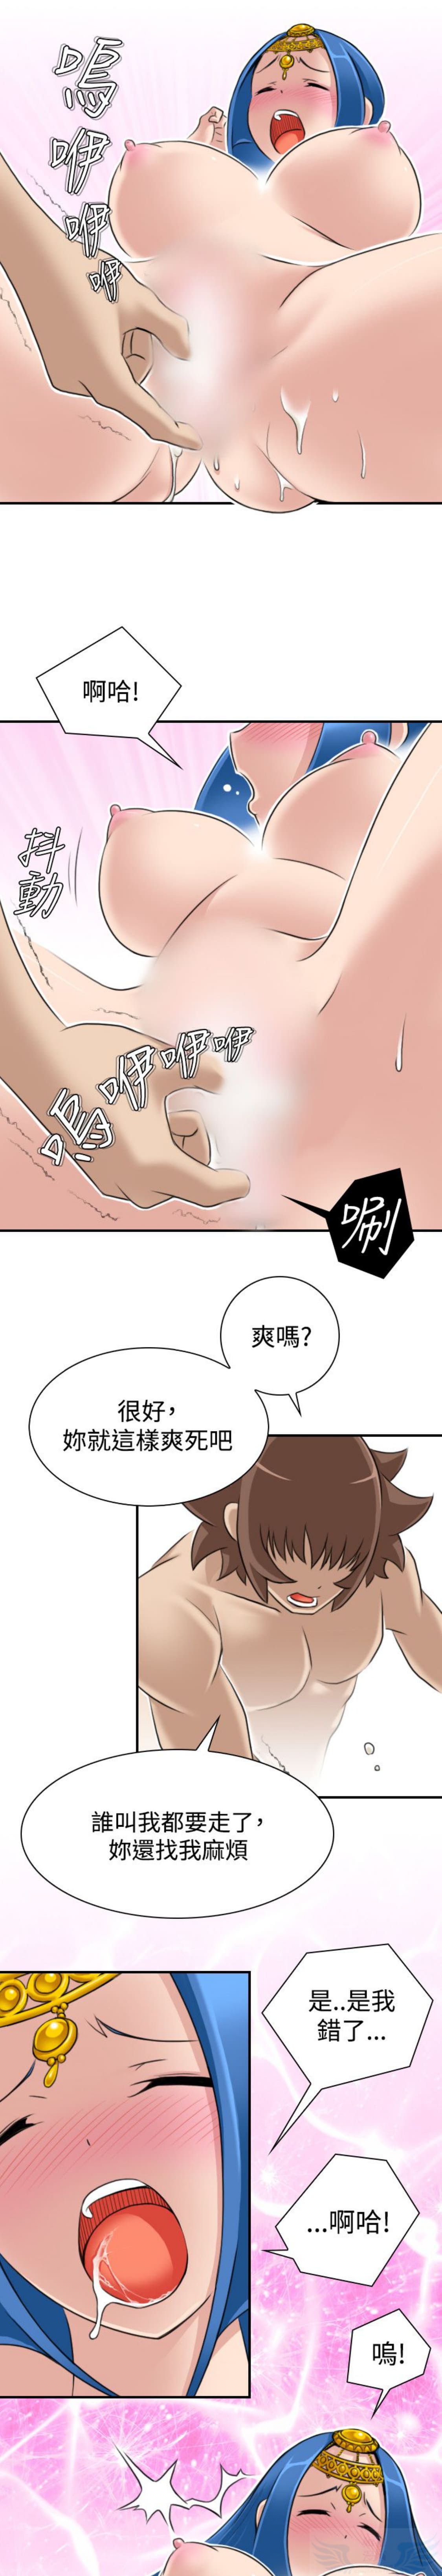 嗚
咿
咿
咿
啊哈!
抖
動
嗚咿咿咿
唰
爽嗎?
很好,
妳就這樣爽死吧
誰叫我都要走了,
妳還找我麻煩
是..是我
錯了...
...啊哈!
嗚!